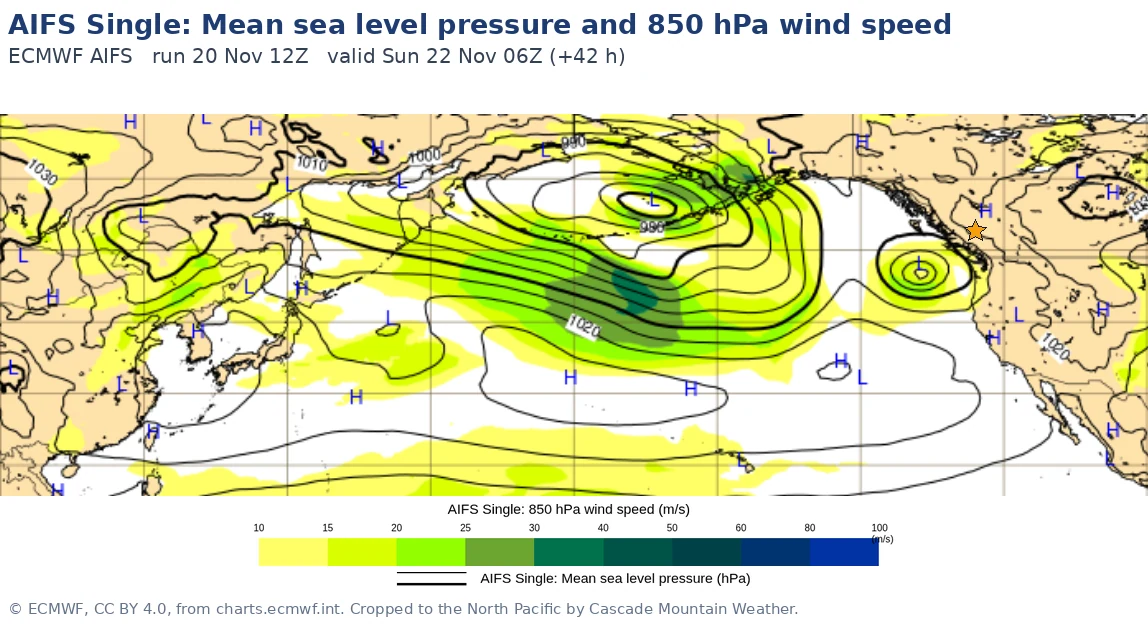 AIFS Single: Mean sea level pressure and 850 hPa wind speed
ECMWF AIFS   run 20 Nov 12Z   valid Sun 22 Nov 06Z (+42 h)
H L H H L L H
990
1010
1000
1030
L L L L H
L H
980
L L
H L H H
L H
L L
1020
H H
1020
L H H L
H H H
H H
L L
H
AIFS Single: 850 hPa wind speed (m/s)
10 15 20 25 30 40 50 60 80 100
(m/s)
AIFS Single: Mean sea level pressure (hPa)
© ECMWF, CC BY 4.0, from charts.ecmwf.int. Cropped to the North Pacific by Cascade Mountain Weather.